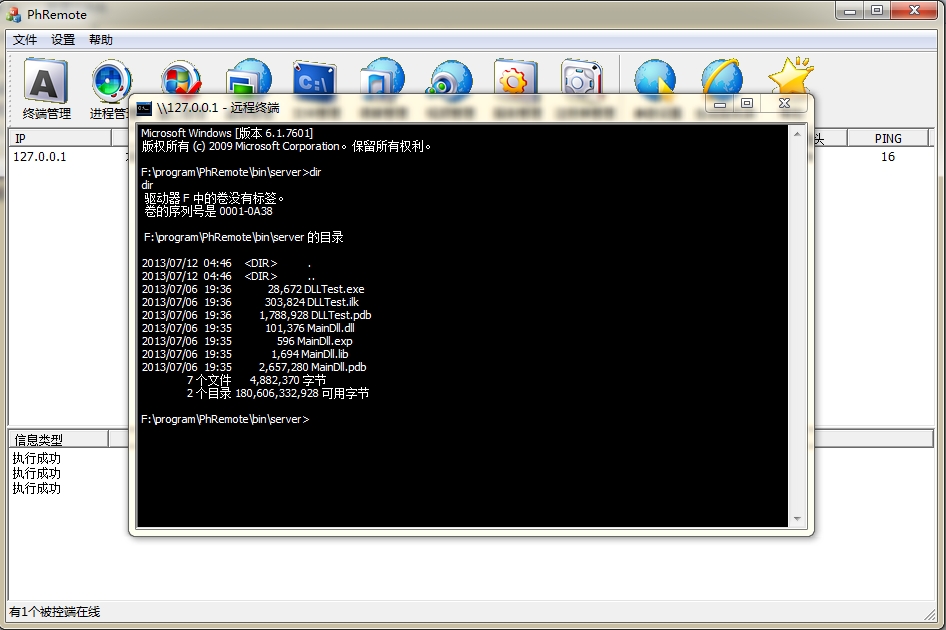 PhRemote
文件 设置 帮助
终端管理 进程管
\\127.0.0.1 - 远程终端
IP 头 PING
127.0.0.1 16
Microsoft Windows [版本 6.1.7601]
版权所有 (c) 2009 Microsoft Corporation。保留所有权利。
F:\program\PhRemote\bin\server>dir
dir
驱动器 F 中的卷没有标签。
卷的序列号是 0001-0A38
F:\program\PhRemote\bin\server 的目录
2013/07/12 04:46 <DIR> .
2013/07/12 04:46 <DIR> ..
2013/07/06 19:36 28,672 DLLTest.exe
2013/07/06 19:36 303,824 DLLTest.ilk
2013/07/06 19:36 1,788,928 DLLTest.pdb
2013/07/06 19:35 101,376 MainDll.dll
2013/07/06 19:35 596 MainDll.exp
2013/07/06 19:35 1,694 MainDll.lib
2013/07/06 19:35 2,657,280 MainDll.pdb
7 个文件 4,882,370 字节
2 个目录 180,606,332,928 可用字节
F:\program\PhRemote\bin\server>
信息类型
执行成功
执行成功
执行成功
有1个被控端在线